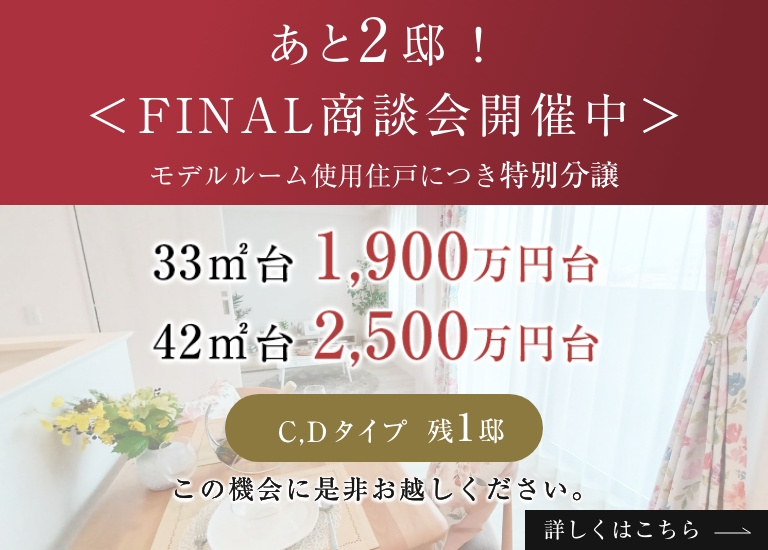 あと2邸！
＜FINAL商談会開催中＞
モデルルーム使用住戸につき特別分譲
33㎡台 1,900万円台
42㎡台 2,500万円台
C,Dタイプ 残1邸
この機会に是非お越しください。
詳しくはこちら